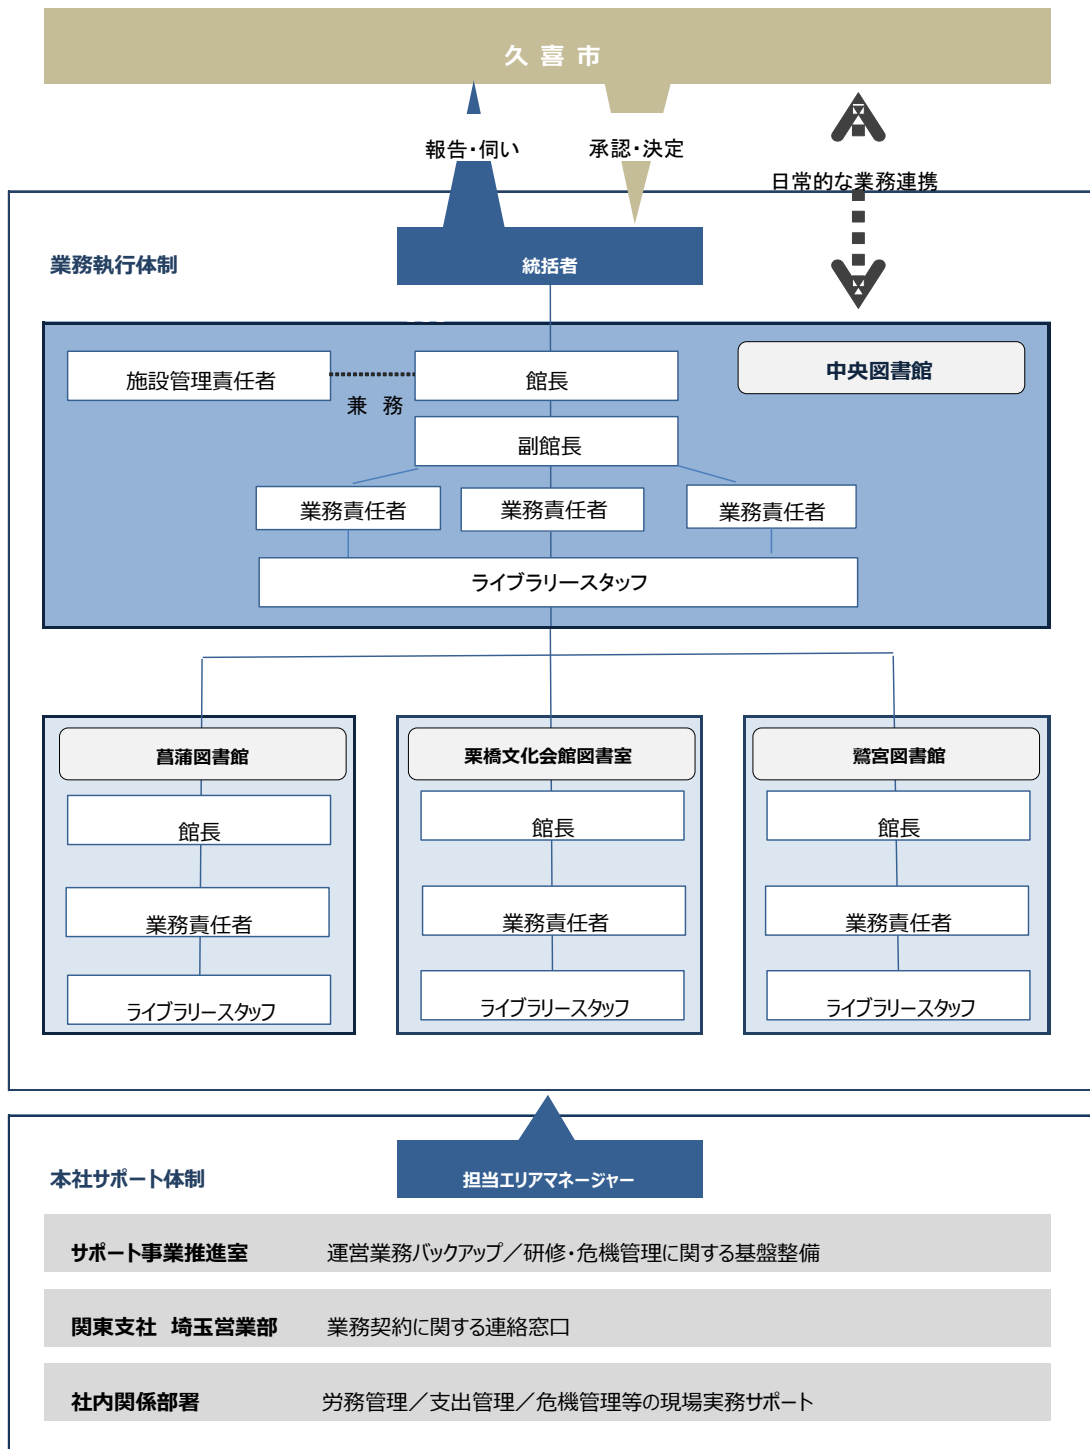 久 喜 市
報告・伺い
承認・決定
日常的な業務連携
業務執行体制
統括者
施設管理責任者
兼 務
館長
中央図書館
副館長
業務責任者
業務責任者
業務責任者
ライブラリースタッフ
菖蒲図書館
館長
業務責任者
ライブラリースタッフ
栗橋文化会館図書室
館長
業務責任者
ライブラリースタッフ
鷲宮図書館
館長
業務責任者
ライブラリースタッフ
本社サポート体制
担当エリアマネージャー
サポート事業推進室 運営業務バックアップ／研修・危機管理に関する基盤整備
関東支社 埼玉営業部 業務契約に関する連絡窓口
社内関係部署 労務管理／支出管理／危機管理等の現場実務サポート